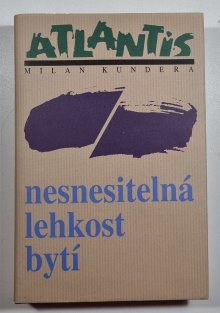 ATLANTIS
MILAN KUNDERA
nesnesitelná
lehkost
bytí